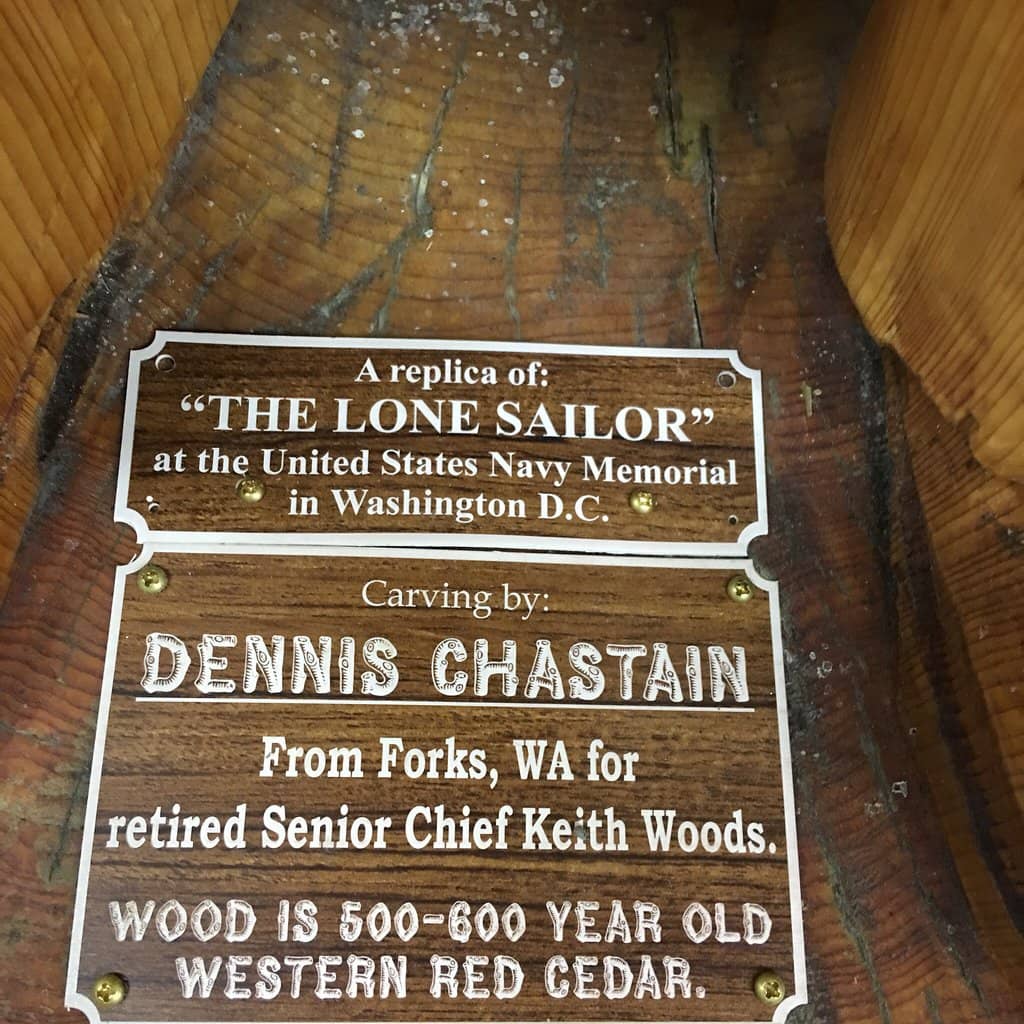 A replica of:
“THE LONE SAILOR”
at the United States Navy Memorial
in Washington D.C.
Carving by:
DENNIS CHASTAIN
From Forks, WA for
retired Senior Chief Keith Woods.
WOOD IS 500-600 YEAR OLD
WESTERN RED CEDAR.